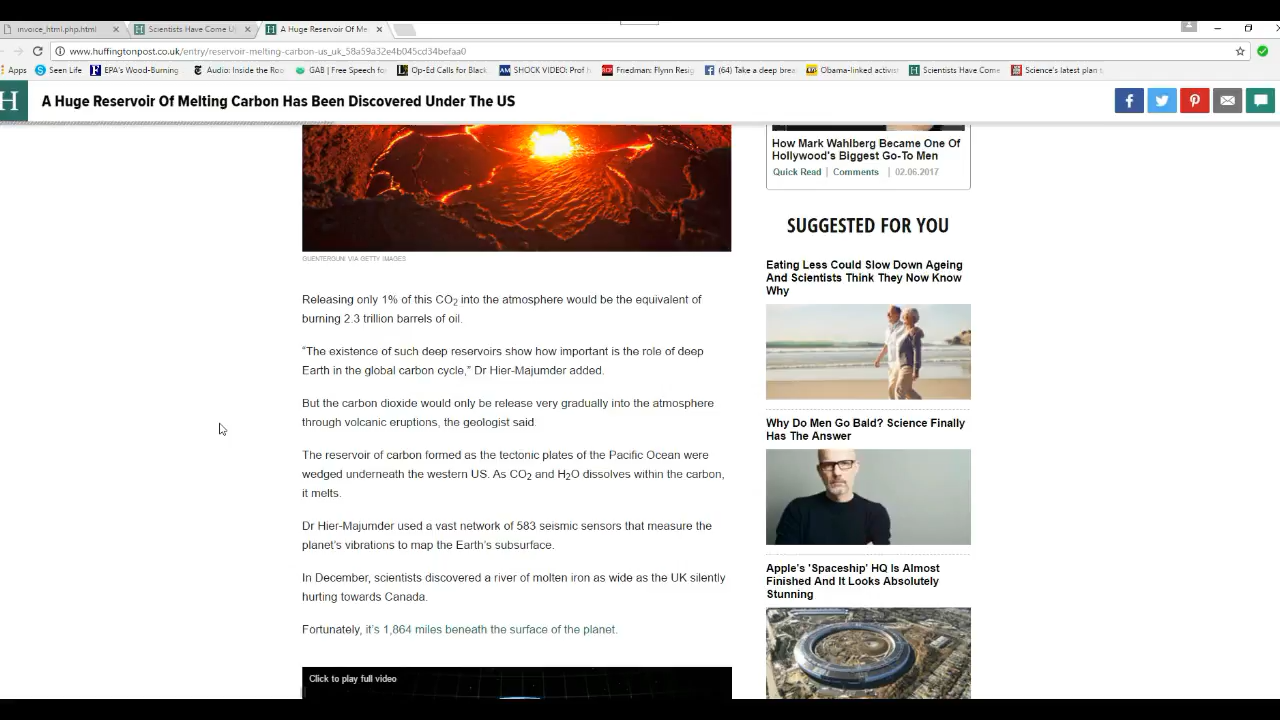 invoice_html.php.html
Scientists Have Come U
A Huge Reservoir Of Me
www.huffingtonpost.co.uk/entry/reservoir-melting-carbon-us_uk_58a59a32e4b045cd34befaa0
Apps
Seen Life
EPA's Wood-Burning
Audio: Inside the Roo
GAB | Free Speech fo
Op-Ed Calls for Black
SHOCK VIDEO: Prof h
Friedman: Flynn Resig
(64) Take a deep brea
Obama-linked activis
Scientists Have Come
Science's latest plan t
H
A Huge Reservoir Of Melting Carbon Has Been Discovered Under The US
GUENTERGUNI VIA GETTY IMAGES
Releasing only 1% of this CO2 into the atmosphere would be the equivalent of
burning 2.3 trillion barrels of oil.
“The existence of such deep reservoirs show how important is the role of deep
Earth in the global carbon cycle,” Dr Hier-Majumder added.
But the carbon dioxide would only be release very gradually into the atmosphere
through volcanic eruptions, the geologist said.
The reservoir of carbon formed as the tectonic plates of the Pacific Ocean were
wedged underneath the western US. As CO2 and H2O dissolves within the carbon,
it melts.
Dr Hier-Majumder used a vast network of 583 seismic sensors that measure the
planet's vibrations to map the Earth's subsurface.
In December, scientists discovered a river of molten iron as wide as the UK silently
hurting towards Canada.
Fortunately, it's 1,864 miles beneath the surface of the planet.
Click to play full video
How Mark Wahlberg Became One Of
Hollywood's Biggest Go-To Men
Quick Read | Comments | 02.06.2017
SUGGESTED FOR YOU
Eating Less Could Slow Down Ageing
And Scientists Think They Now Know
Why
Why Do Men Go Bald? Science Finally
Has The Answer
Apple's 'Spaceship' HQ Is Almost
Finished And It Looks Absolutely
Stunning